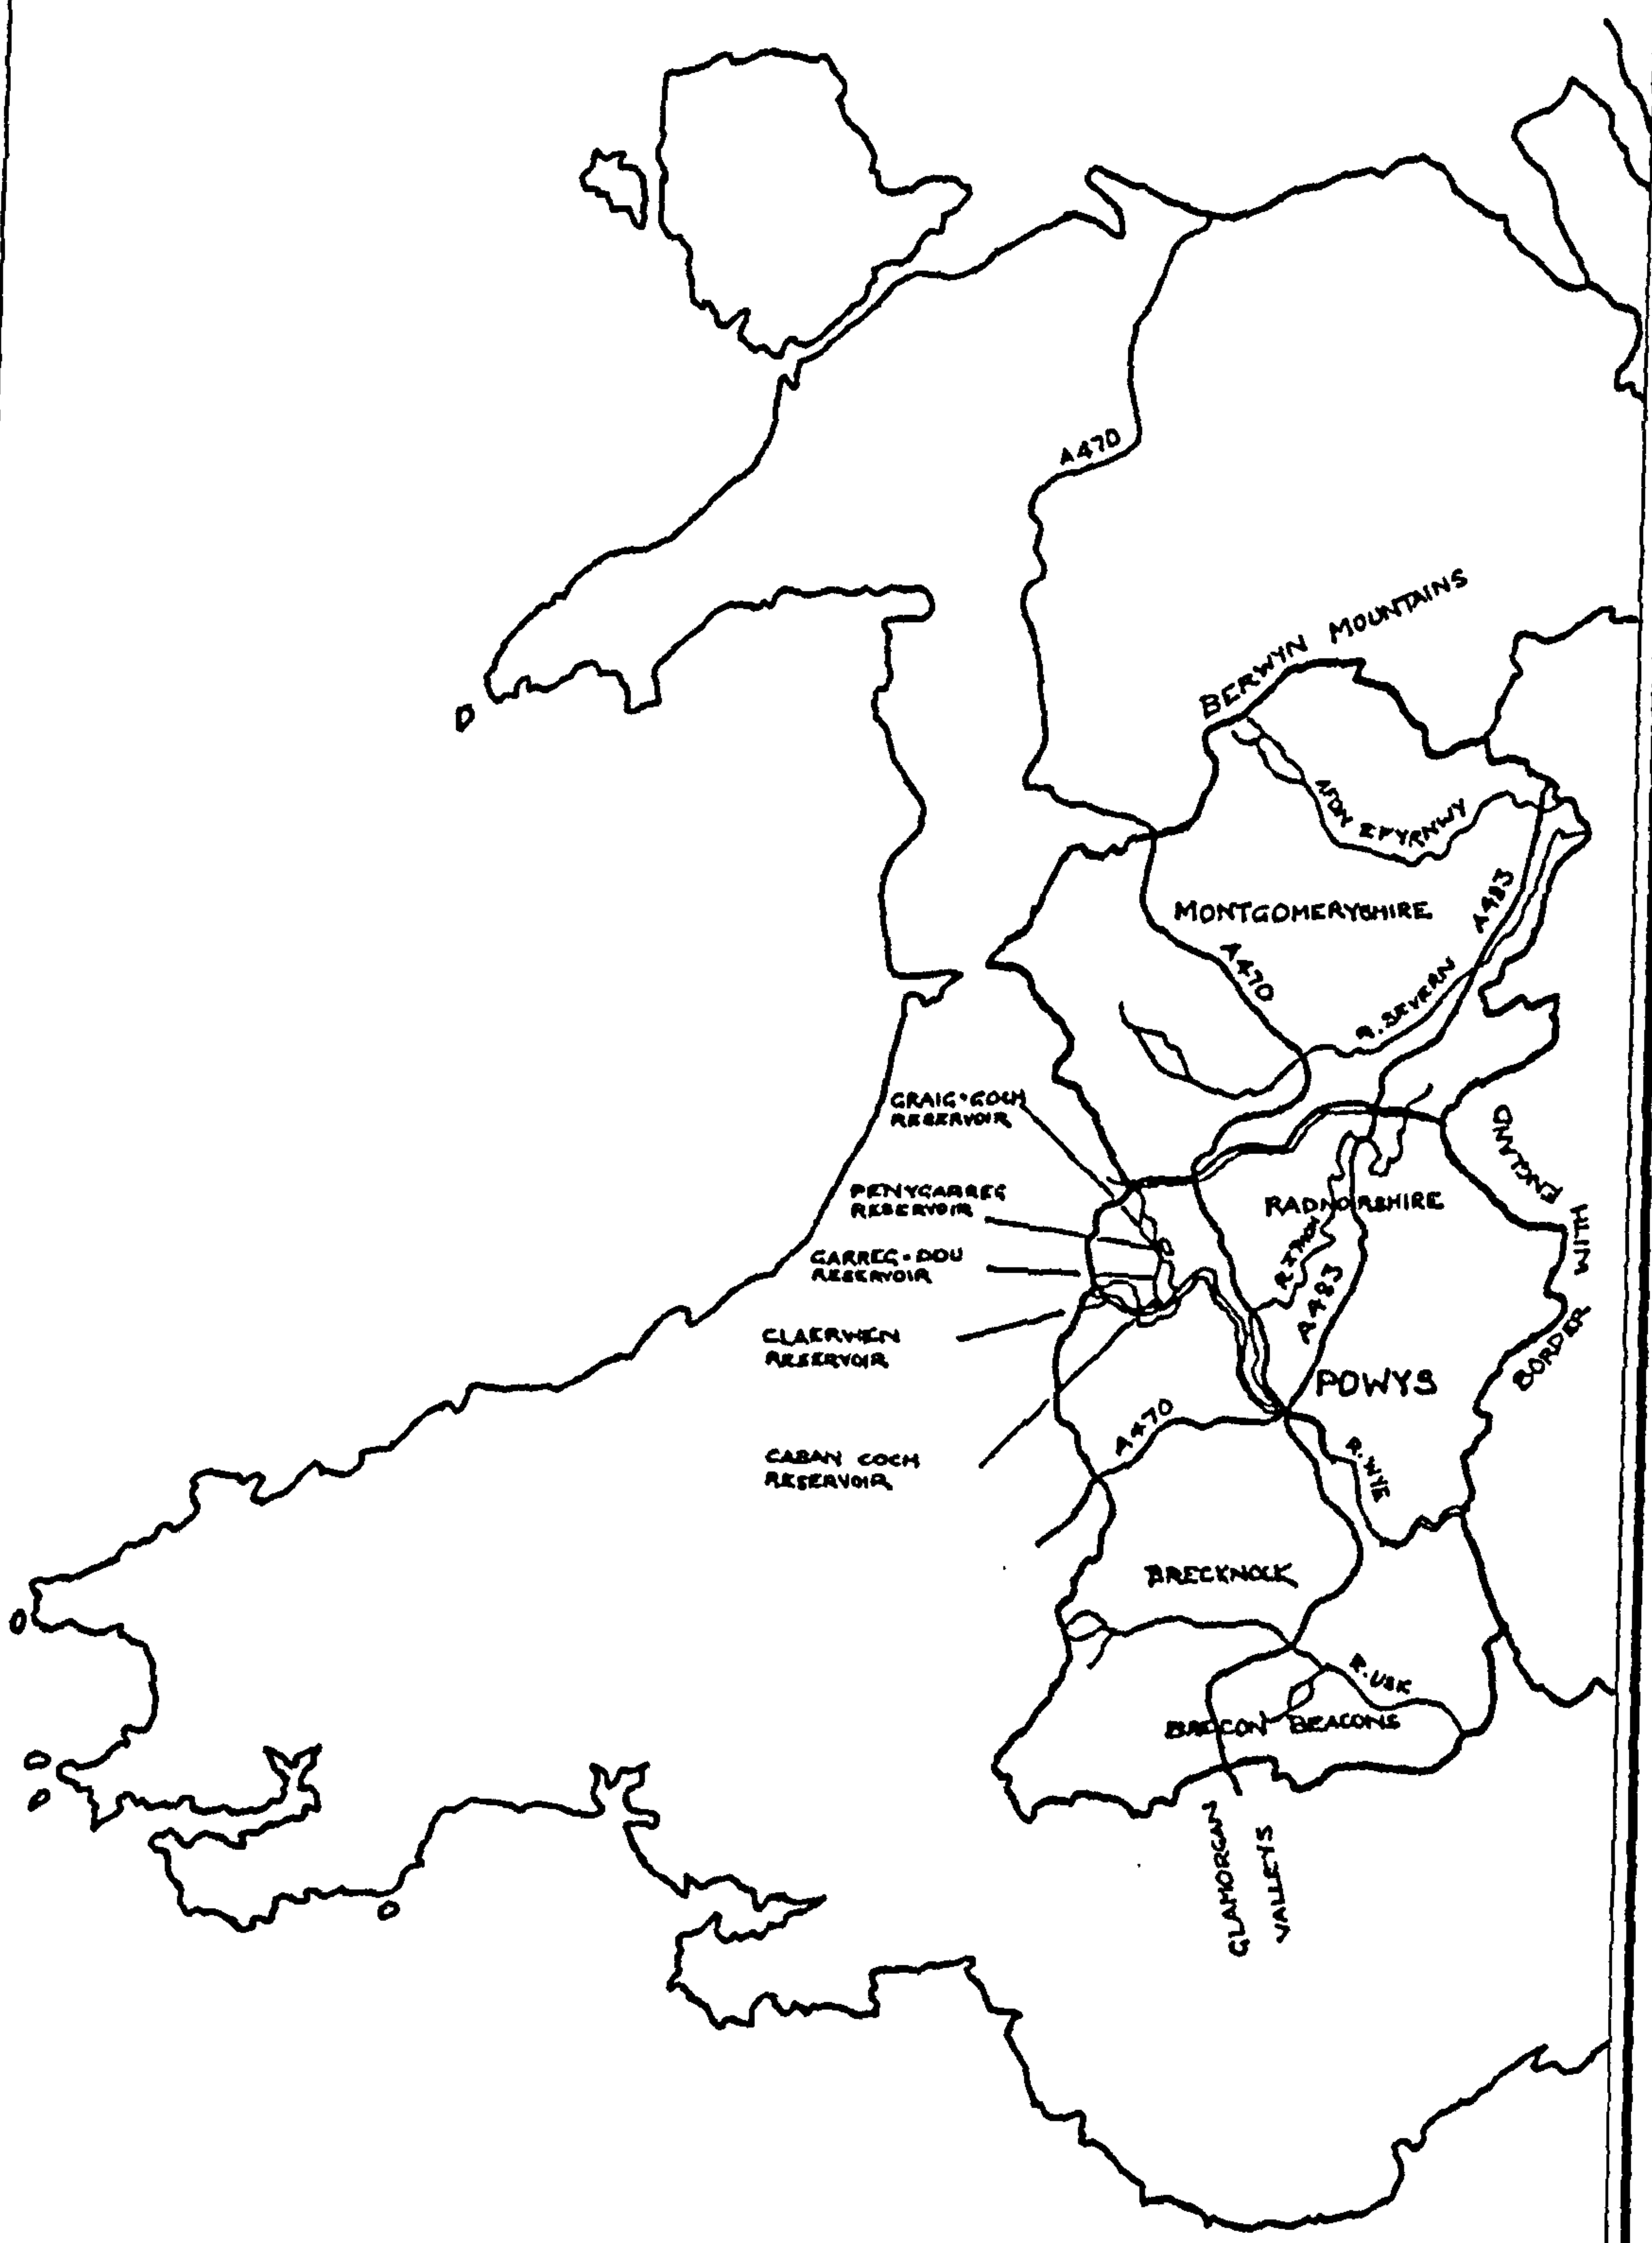 A470
BERWYN MOUNTAINS
AFON EFYRNWY
A483
MONTGOMERYSHIRE
A470
R. SEVERN
GRAIG-GOCH
RESERVOIR
ENGLAND
PENYGARREG
RESERVOIR
RADNORSHIRE
WITH
R. ITHON
GARREG-DDU
RESERVOIR
A483
CLAERWEN
RESERVOIR
BORDER
POWYS
A470
R. WYE
CABAN COCH
RESERVOIR
BRECKNOCK
R. USK
BRECON BEACONS
GLAMORGAN
VALLEYS